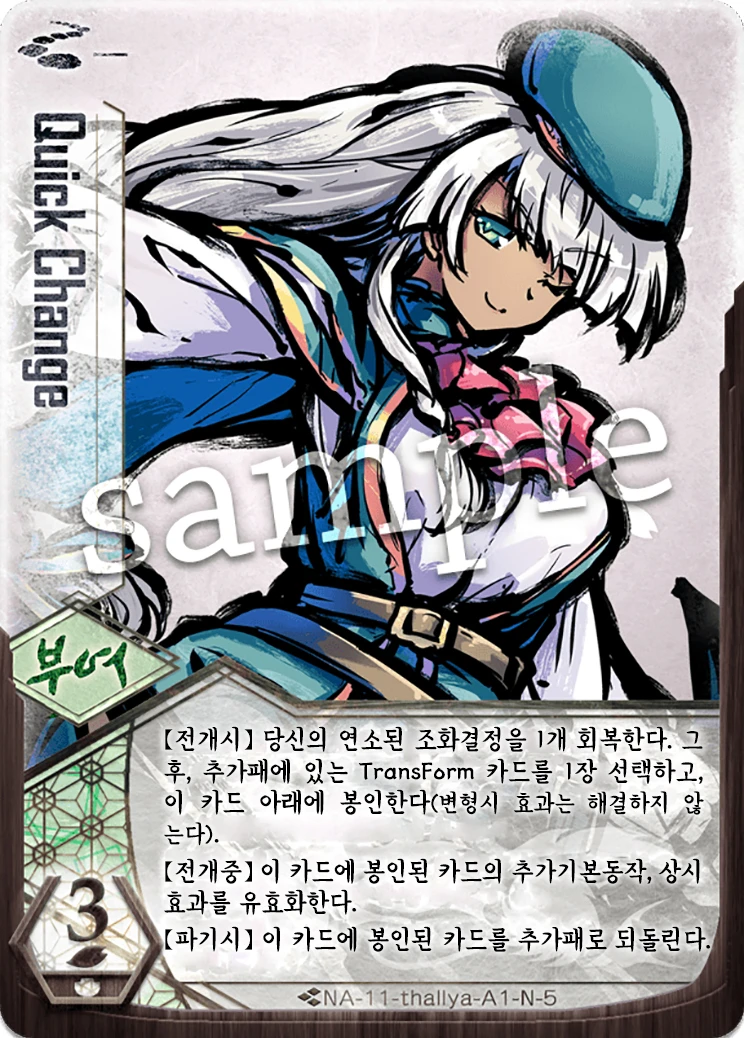 Quick Change
sample
부여
【전개시】 당신의 연소된 조화결정을 1개 회복한다. 그
후, 추가패에 있는 TransForm 카드를 1장 선택하고,
이 카드 아래에 봉인한다(변형시 효과는 해결하지 않
는다).
【전개중】 이 카드에 봉인된 카드의 추가기본동작, 상시
효과를 유효화한다.
【파기시】 이 카드에 봉인된 카드를 추가패로 되돌린다.
3
NA-11-thallya-A1-N-5